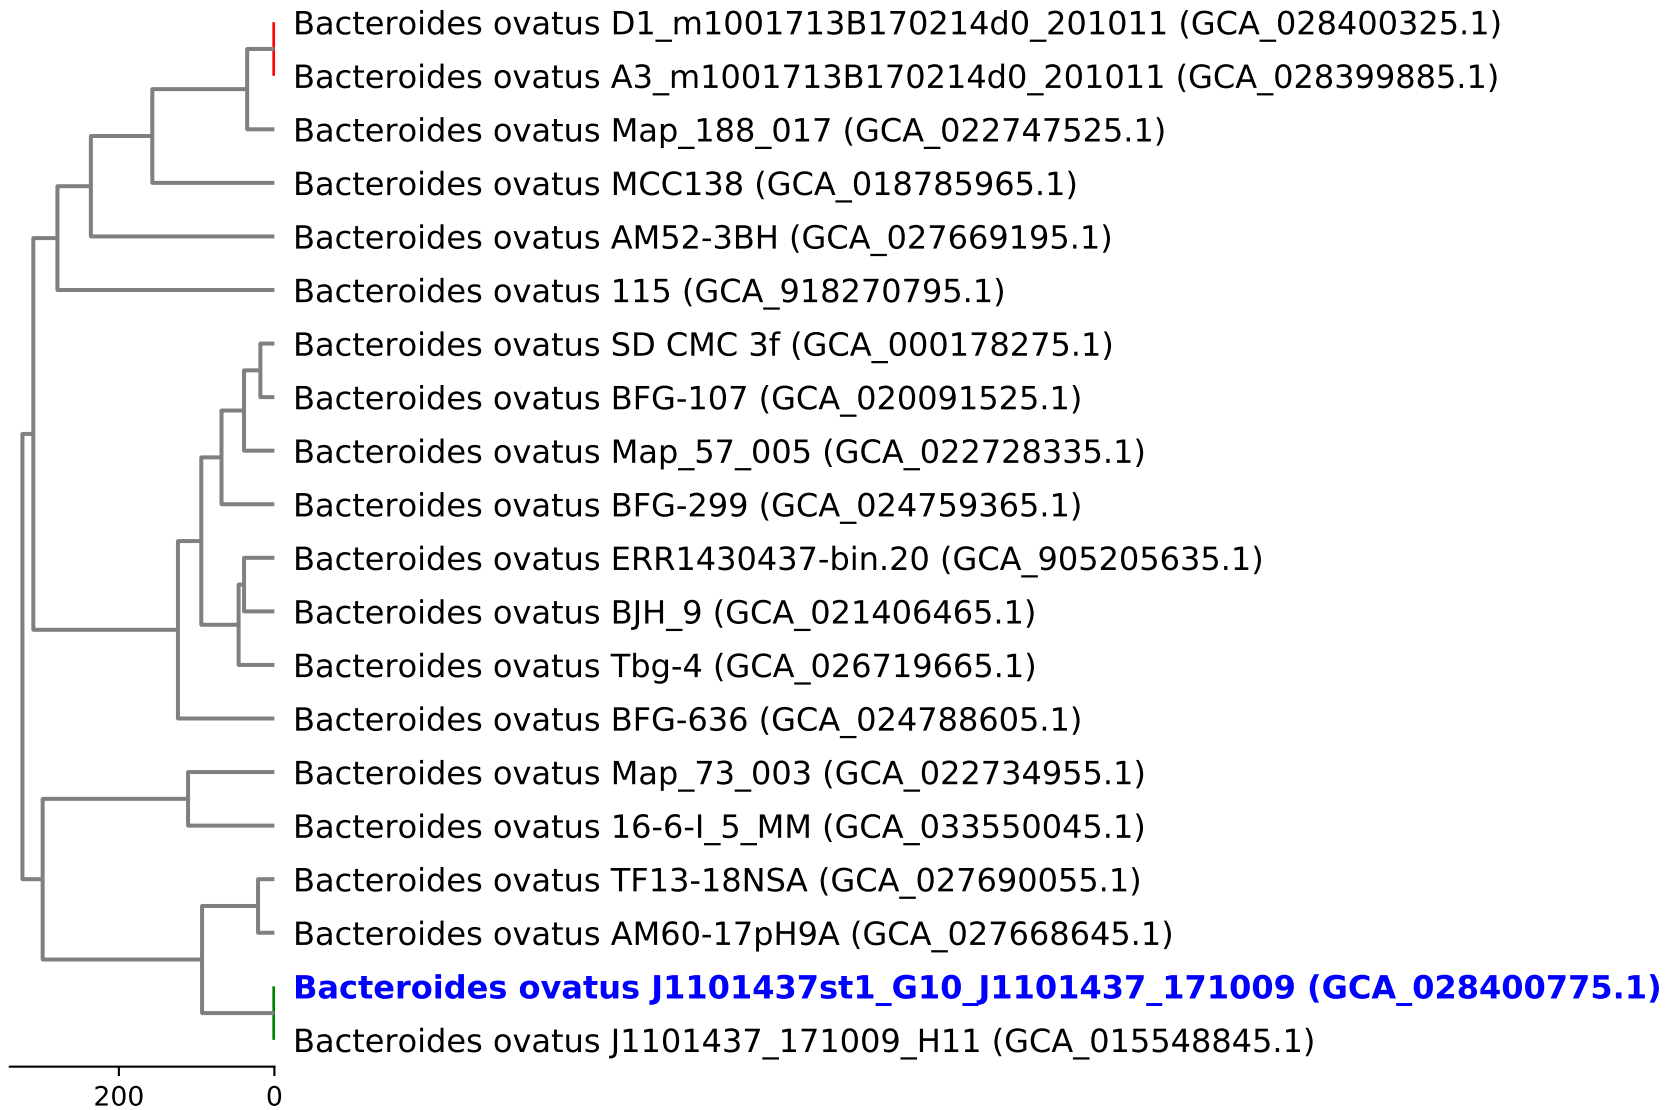 Bacteroides ovatus D1_m1001713B170214d0_201011 (GCA_028400325.1)
Bacteroides ovatus A3_m1001713B170214d0_201011 (GCA_028399885.1)
Bacteroides ovatus Map_188_017 (GCA_022747525.1)
Bacteroides ovatus MCC138 (GCA_018785965.1)
Bacteroides ovatus AM52-3BH (GCA_027669195.1)
Bacteroides ovatus 115 (GCA_918270795.1)
Bacteroides ovatus SD CMC 3f (GCA_000178275.1)
Bacteroides ovatus BFG-107 (GCA_020091525.1)
Bacteroides ovatus Map_57_005 (GCA_022728335.1)
Bacteroides ovatus BFG-299 (GCA_024759365.1)
Bacteroides ovatus ERR1430437-bin.20 (GCA_905205635.1)
Bacteroides ovatus BJH_9 (GCA_021406465.1)
Bacteroides ovatus Tbg-4 (GCA_026719665.1)
Bacteroides ovatus BFG-636 (GCA_024788605.1)
Bacteroides ovatus Map_73_003 (GCA_022734955.1)
Bacteroides ovatus 16-6-I_5_MM (GCA_033550045.1)
Bacteroides ovatus TF13-18NSA (GCA_027690055.1)
Bacteroides ovatus AM60-17pH9A (GCA_027668645.1)
Bacteroides ovatus J1101437st1_G10_J1101437_171009 (GCA_028400775.1)
Bacteroides ovatus J1101437_171009_H11 (GCA_015548845.1)
200 0